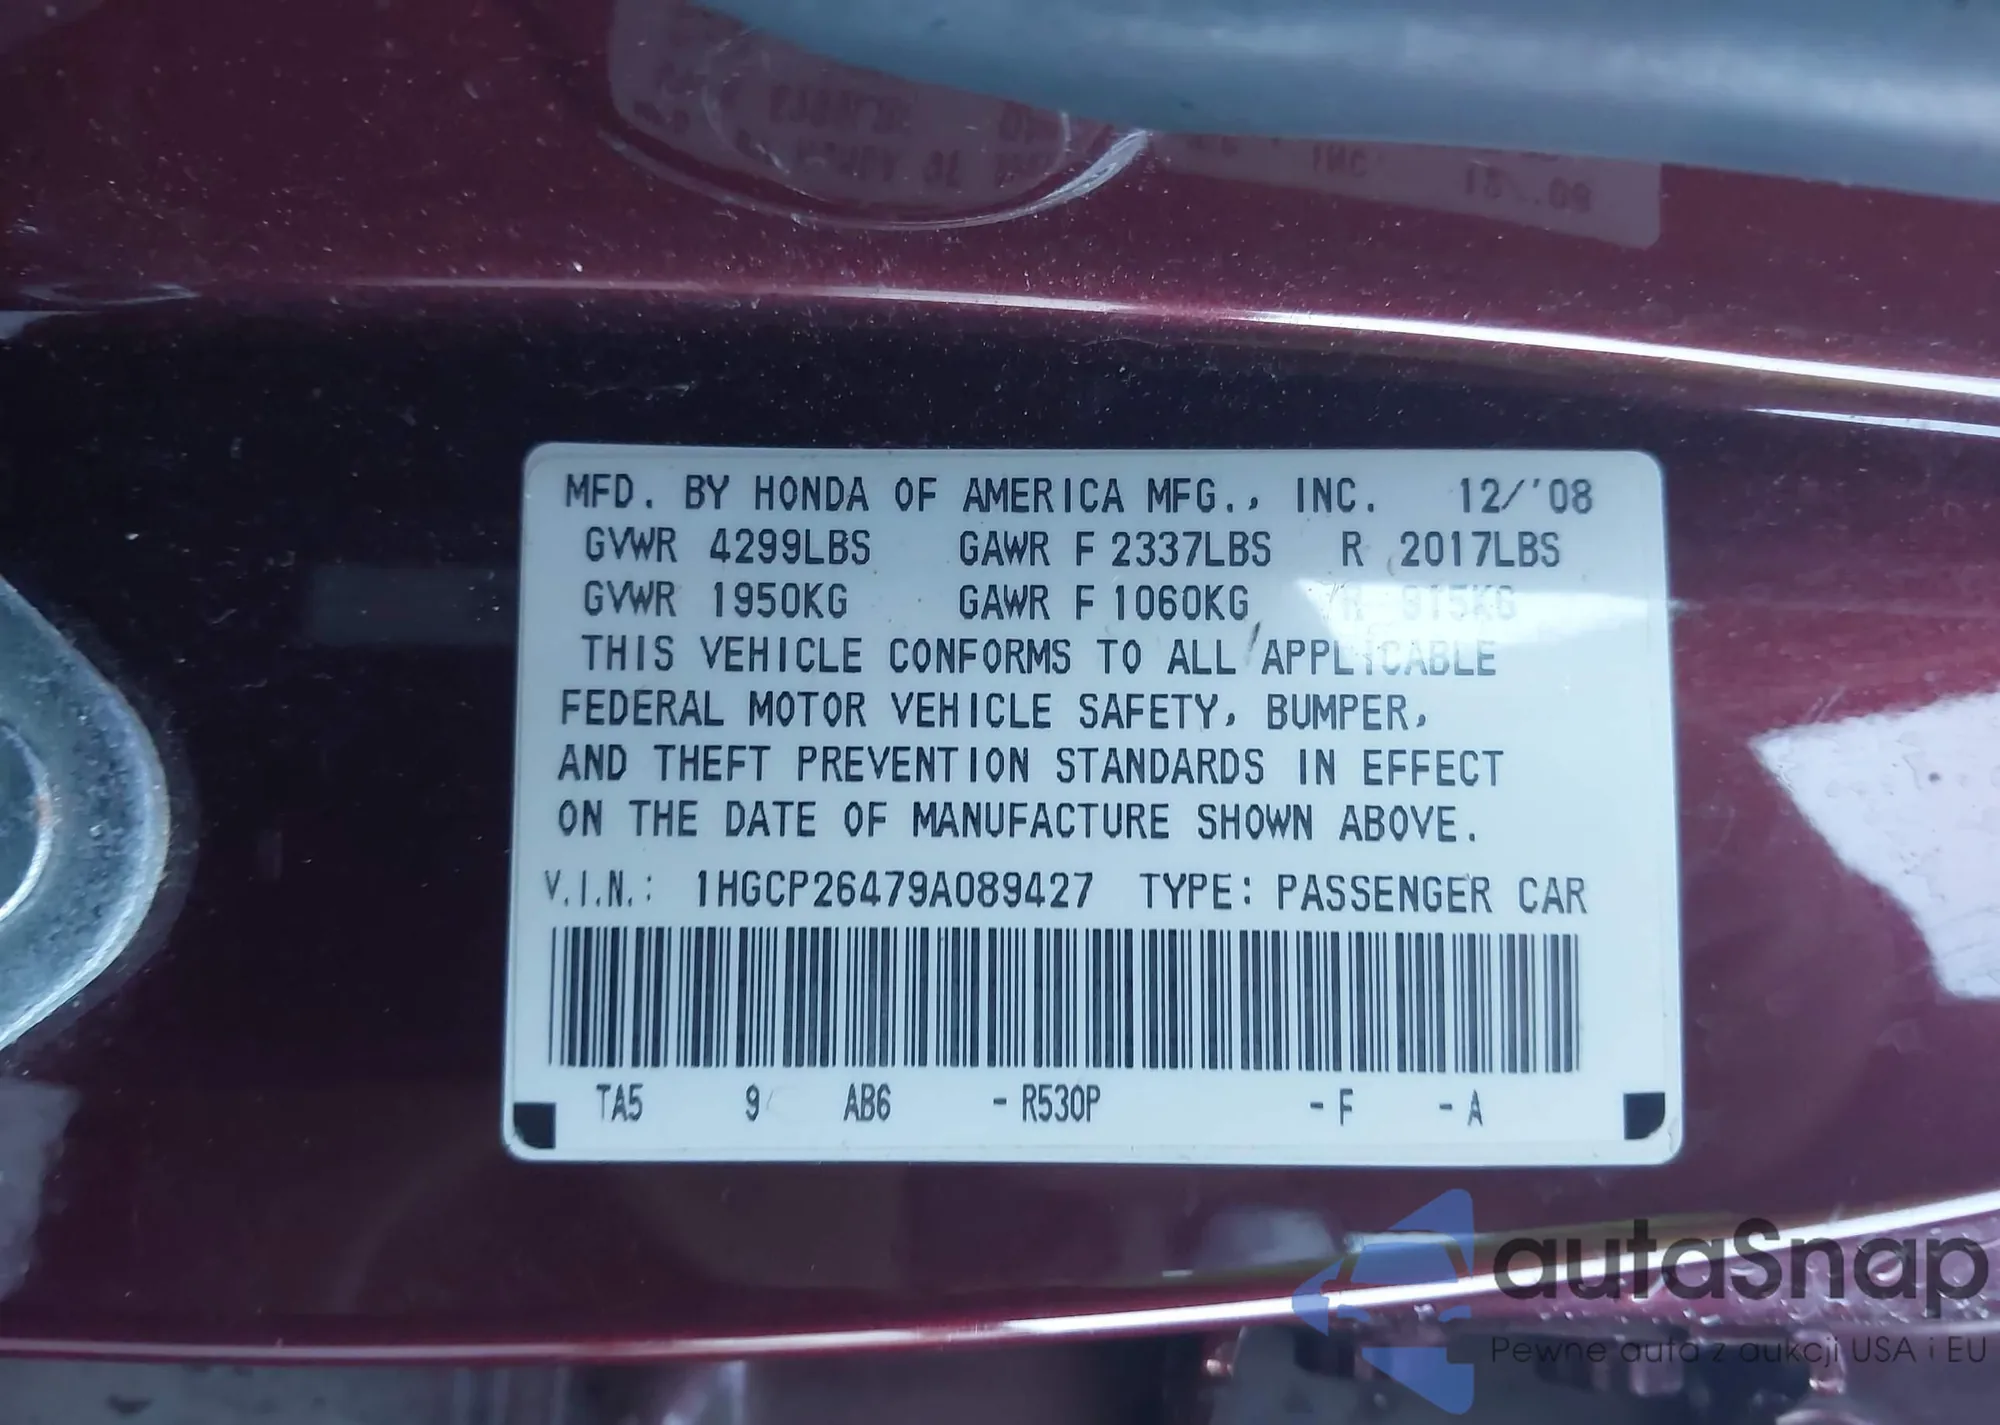 MFD. BY HONDA OF AMERICA MFG., INC. 12/'08
GVWR 4299LBS GAWR F 2337LBS R 2017LBS
GVWR 1950KG GAWR F 1060KG R 915KG
THIS VEHICLE CONFORMS TO ALL APPLICABLE
FEDERAL MOTOR VEHICLE SAFETY, BUMPER,
AND THEFT PREVENTION STANDARDS IN EFFECT
ON THE DATE OF MANUFACTURE SHOWN ABOVE.
V.I.N.: 1HGCP26479A089427 TYPE: PASSENGER CAR
TA5 9 AB6 - R530P - F - A
autaSnap
Pewne auta z aukcji USA i EU